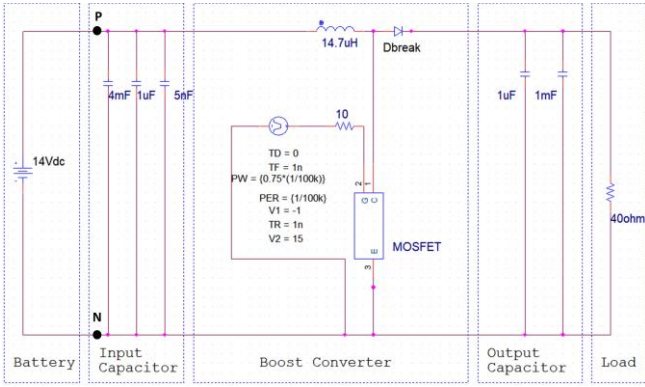 P
14.7uH
Dbreak
4mF
1uF
5nF
1uF
1mF
10
14Vdc
TD = 0
TF = 1n
PW = {0.75*(1/100k)}
PER = {1/100k}
V1 = -1
TR = 1n
V2 = 15
2
1
G
C
E
3
MOSFET
40ohm
N
Battery
Input
Capacitor
Boost Converter
Output
Capacitor
Load